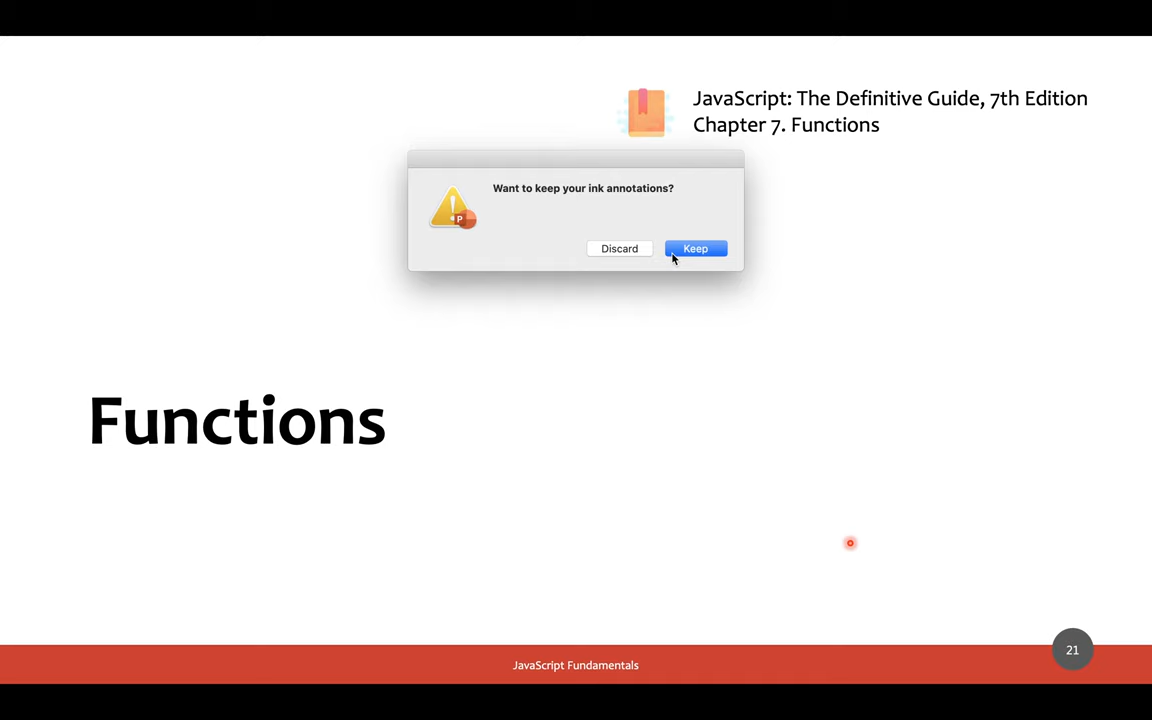 JavaScript: The Definitive Guide, 7th Edition
Chapter 7. Functions
Want to keep your ink annotations?
P
Discard
Keep
Functions
21
JavaScript Fundamentals